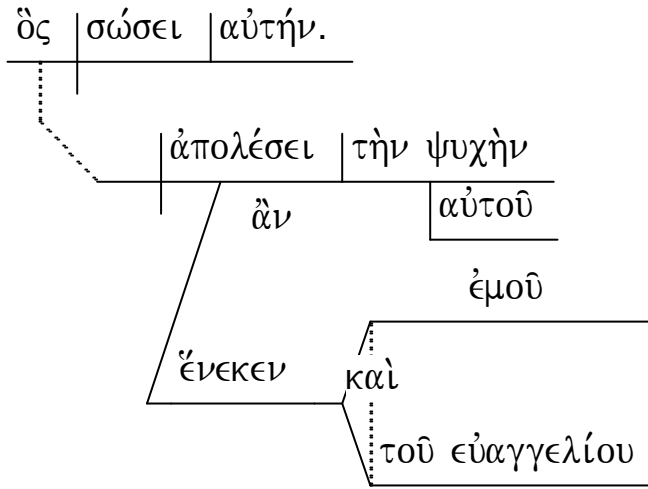 ὃς σώσει αὐτήν.
ἀπολέσει τὴν ψυχὴν
ἂν αὐτοῦ
ἐμοῦ
ἕνεκεν καὶ
τοῦ εὐαγγελίου